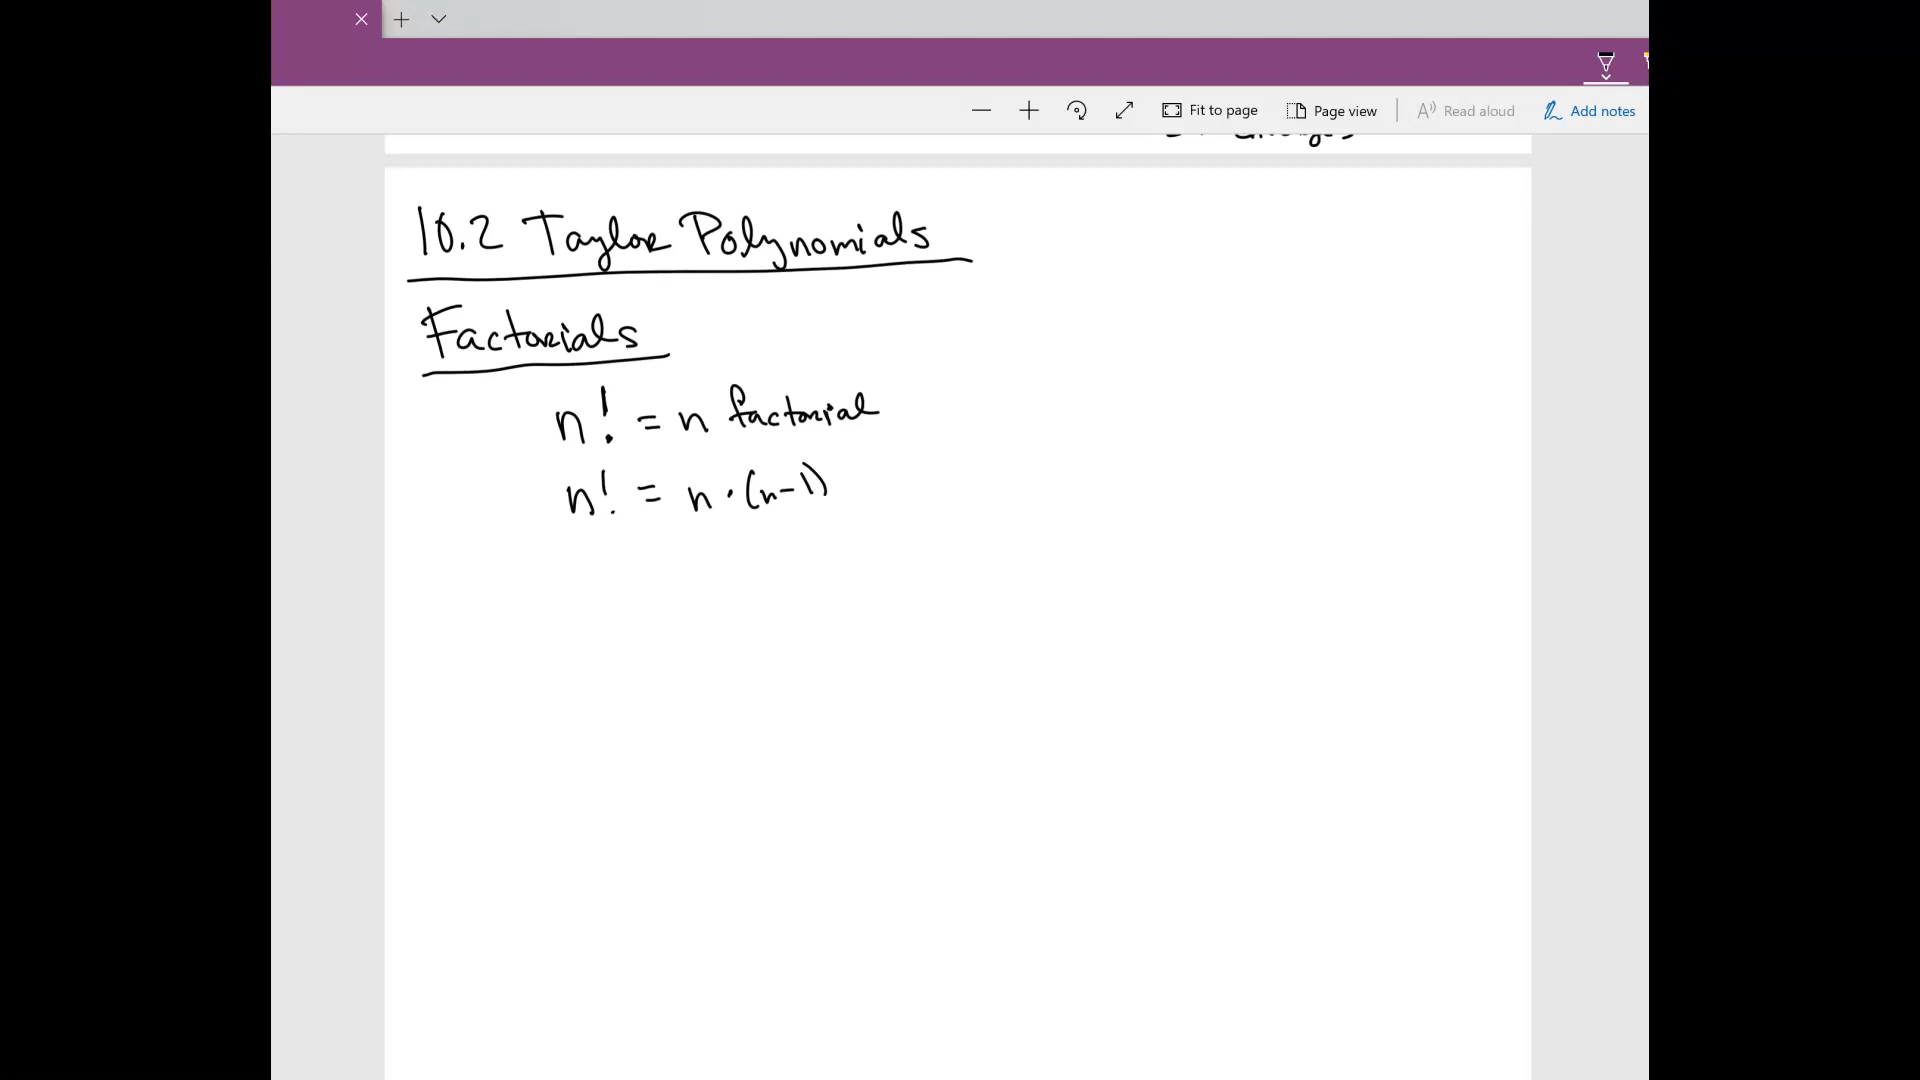 Fit to page
Page view
Read aloud
Add notes
10.2 Taylor Polynomials
Factorials
n! = n factorial
n! = n · (n-1)